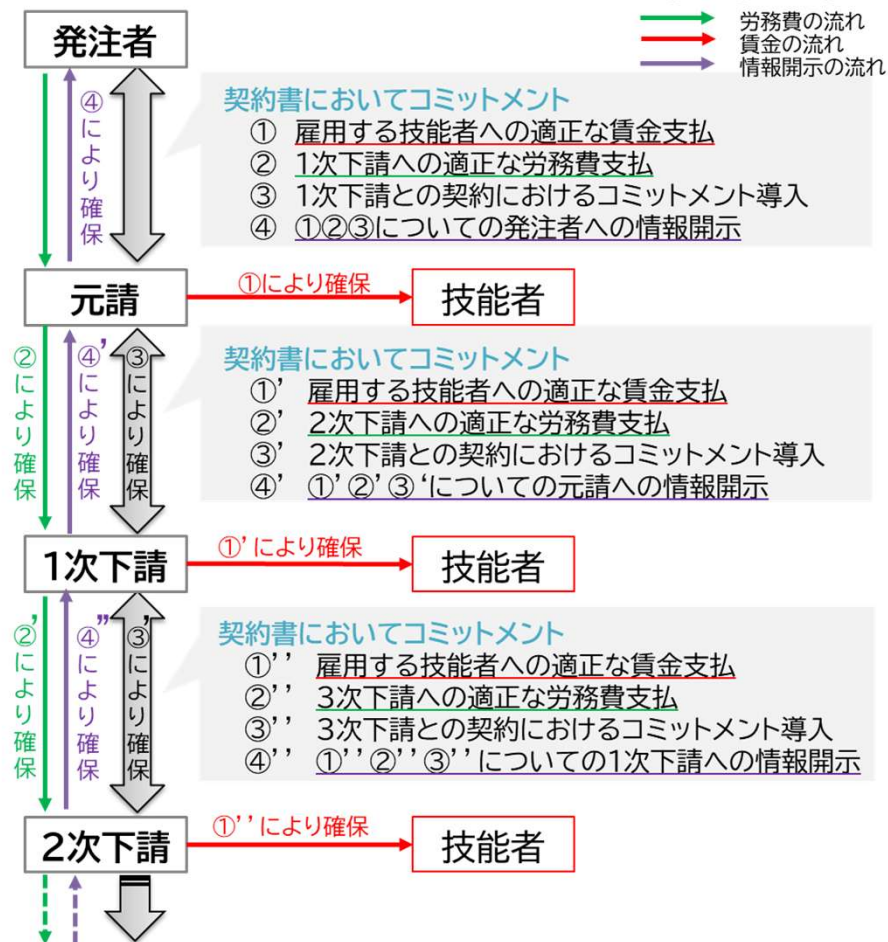 発注者
労務費の流れ
賃金の流れ
情報開示の流れ
④により確保
契約書においてコミットメント
① 雇用する技能者への適正な賃金支払
② 1次下請への適正な労務費支払
③ 1次下請との契約におけるコミットメント導入
④ ①②③についての発注者への情報開示
元請
①により確保
技能者
②により確保
④'により確保
③により確保
契約書においてコミットメント
①' 雇用する技能者への適正な賃金支払
②' 2次下請への適正な労務費支払
③' 2次下請との契約におけるコミットメント導入
④' ①'②'③‘についての元請への情報開示
1次下請
①'により確保
技能者
②'により確保
④"により確保
③'により確保
契約書においてコミットメント
①'' 雇用する技能者への適正な賃金支払
②'' 3次下請への適正な労務費支払
③'' 3次下請との契約におけるコミットメント導入
④'' ①''②''③''についての1次下請への情報開示
2次下請
①''により確保
技能者